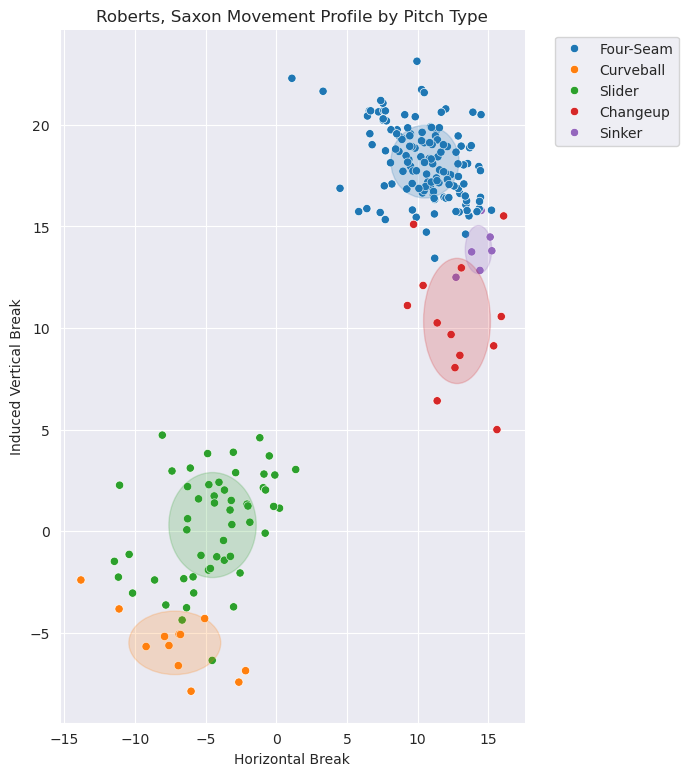 Roberts, Saxon Movement Profile by Pitch Type
Four-Seam
Curveball
Slider
Changeup
Sinker
Induced Vertical Break
20
15
10
5
0
−5
−15
−10
−5
0
5
10
15
Horizontal Break